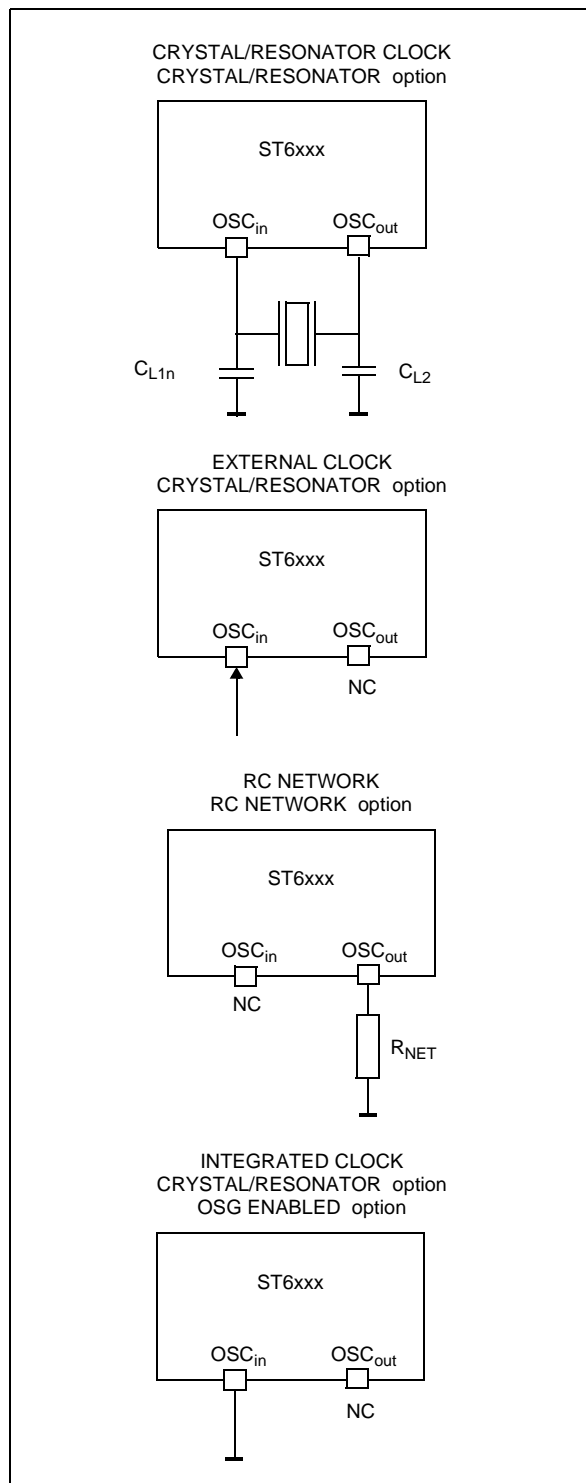 CRYSTAL/RESONATOR CLOCK
CRYSTAL/RESONATOR option
ST6xxx
OSCin OSCout
CL1n CL2
EXTERNAL CLOCK
CRYSTAL/RESONATOR option
ST6xxx
OSCin OSCout
NC
RC NETWORK
RC NETWORK option
ST6xxx
OSCin OSCout
NC
RNET
INTEGRATED CLOCK
CRYSTAL/RESONATOR option
OSG ENABLED option
ST6xxx
OSCin OSCout
NC